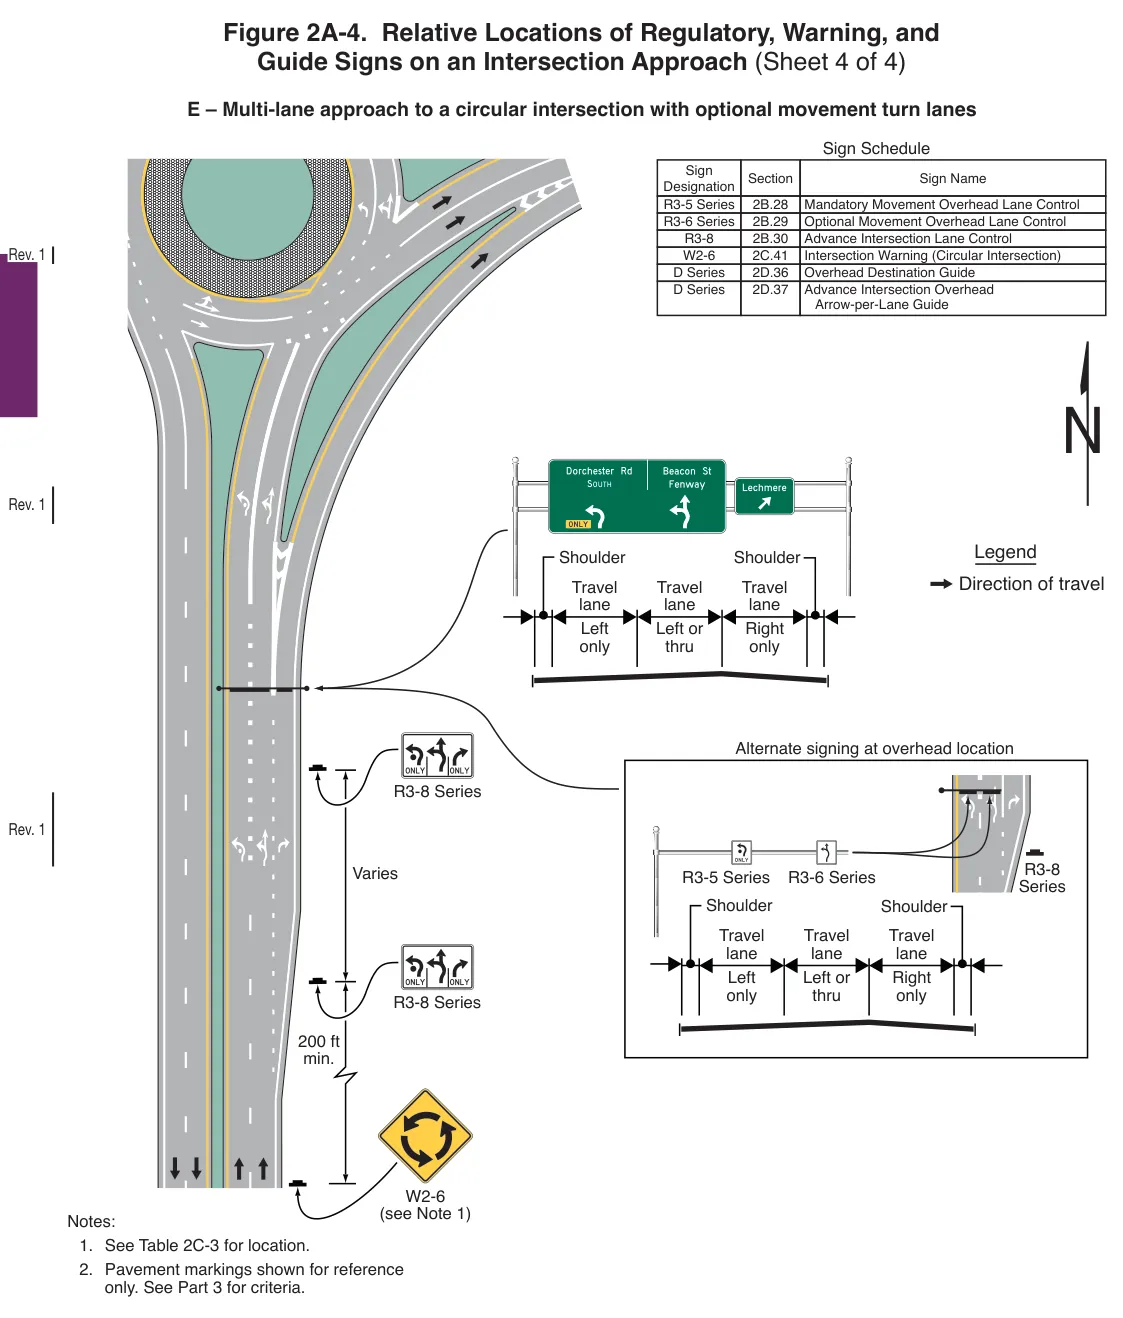 Figure 2A-4. Relative Locations of Regulatory, Warning, and
Guide Signs on an Intersection Approach (Sheet 4 of 4)
E – Multi-lane approach to a circular intersection with optional movement turn lanes
Sign Schedule
Sign Designation Section Sign Name
R3-5 Series 2B.28 Mandatory Movement Overhead Lane Control
R3-6 Series 2B.29 Optional Movement Overhead Lane Control
R3-8 2B.30 Advance Intersection Lane Control
W2-6 2C.41 Intersection Warning (Circular Intersection)
D Series 2D.36 Overhead Destination Guide
D Series 2D.37 Advance Intersection Overhead
Arrow-per-Lane Guide
Rev. 1
N
Rev. 1
Dorchester Rd
SOUTH
ONLY
Beacon St
Fenway
Lechmere
Legend
Direction of travel
Shoulder
Shoulder
Travel
lane
Travel
lane
Travel
lane
Left
only
Left or
thru
Right
only
ONLY ONLY
R3-8 Series
Rev. 1
Varies
Alternate signing at overhead location
ONLY
R3-5 Series
R3-6 Series
R3-8
Series
Shoulder
Shoulder
Travel
lane
Travel
lane
Travel
lane
Left
only
Left or
thru
Right
only
ONLY ONLY
R3-8 Series
200 ft
min.
W2-6
(see Note 1)
Notes:
1. See Table 2C-3 for location.
2. Pavement markings shown for reference
only. See Part 3 for criteria.